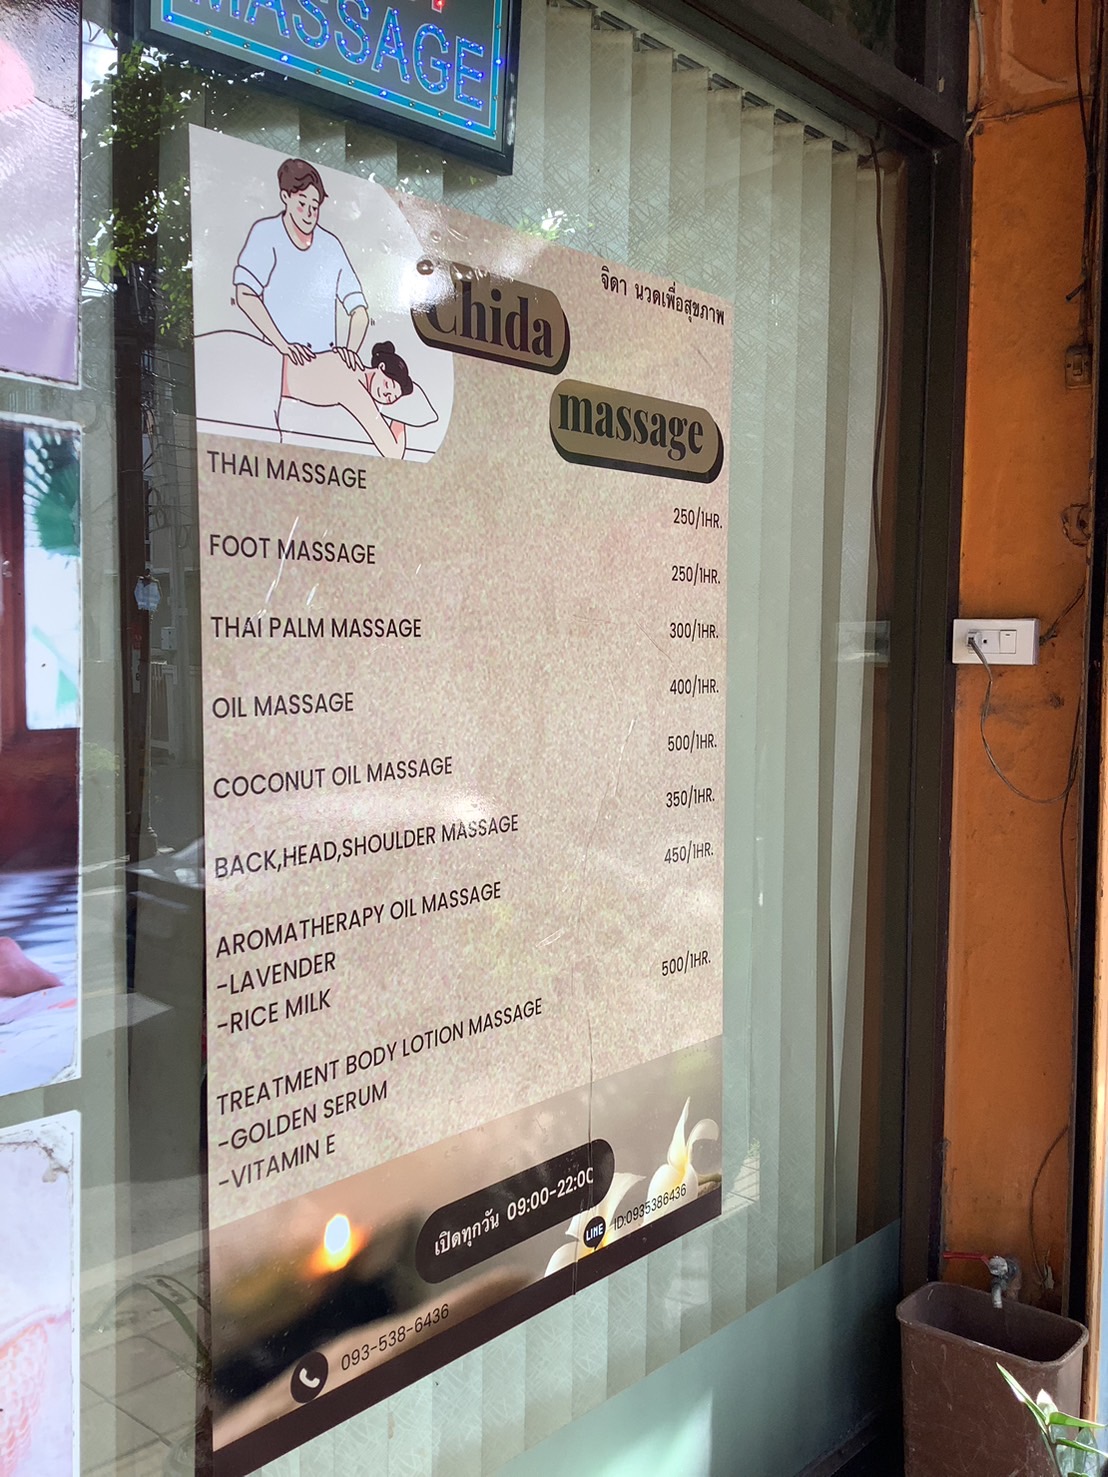 MASSAGE
Chida
massage
จิดา นวดเพื่อสุขภาพ
THAI MASSAGE 250/1HR.
FOOT MASSAGE 250/1HR.
THAI PALM MASSAGE 300/1HR.
OIL MASSAGE 400/1HR.
COCONUT OIL MASSAGE 500/1HR.
BACK,HEAD,SHOULDER MASSAGE 350/1HR.
AROMATHERAPY OIL MASSAGE 450/1HR.
-LAVENDER
-RICE MILK
TREATMENT BODY LOTION MASSAGE 500/1HR.
-GOLDEN SERUM
-VITAMIN E
เปิดทุกวัน 09:00-22:00
LINE ID:0935386436
093-538-6436